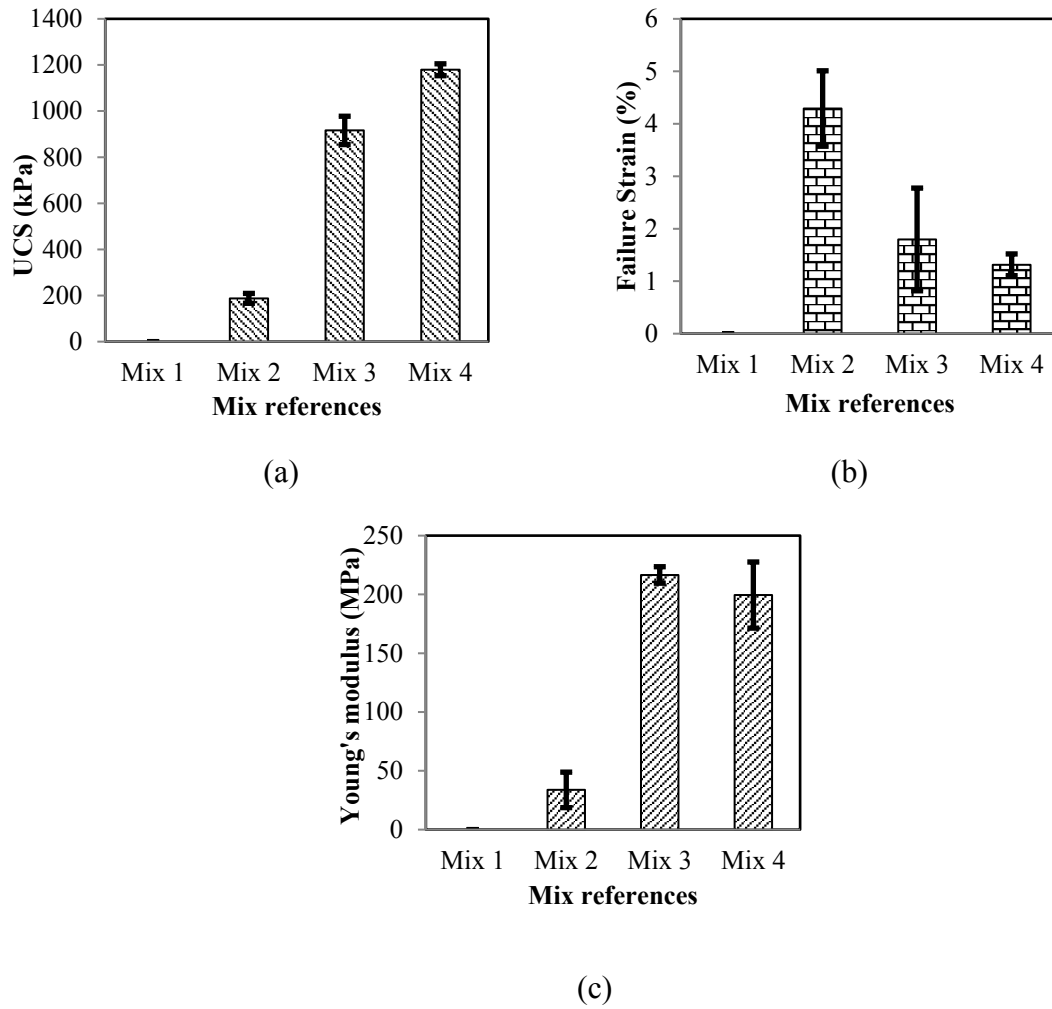 UCS (kPa)
1400
1200
1000
800
600
400
200
0
Mix 1 Mix 2 Mix 3 Mix 4
Mix references
(a)
Failure Strain (%)
6
5
4
3
2
1
0
Mix 1 Mix 2 Mix 3 Mix 4
Mix references
(b)
Young's modulus (MPa)
250
200
150
100
50
0
Mix 1 Mix 2 Mix 3 Mix 4
Mix references
(c)